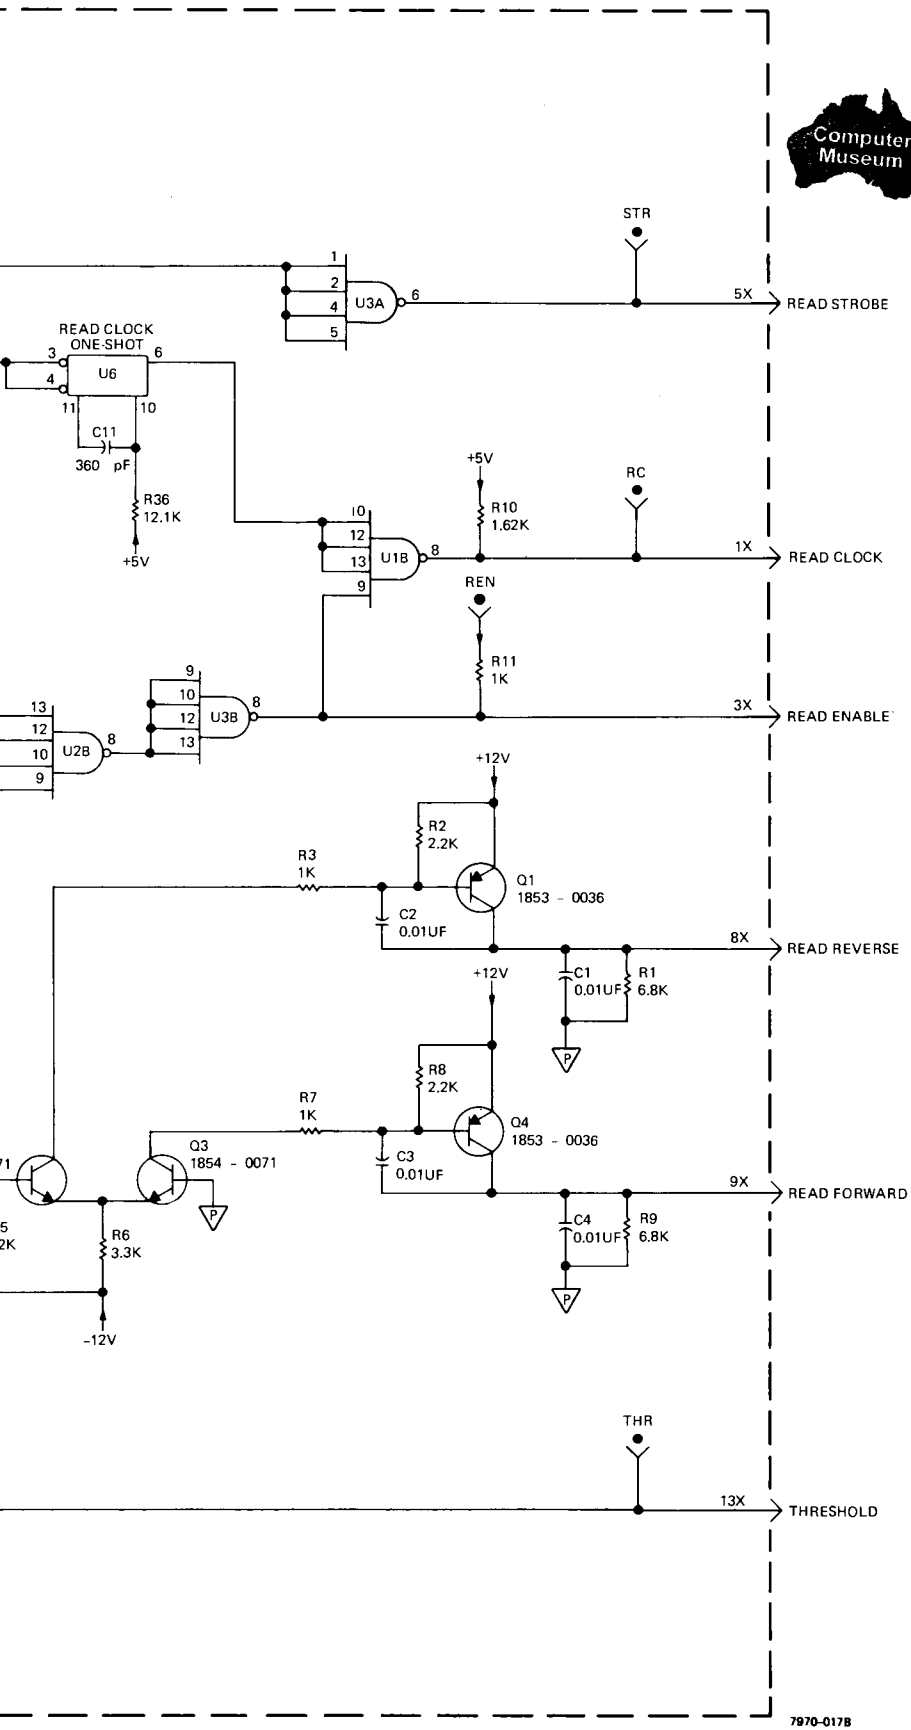 Computer
Museum
STR
1
2
4
5
U3A
6
5X
READ STROBE
READ CLOCK
ONE-SHOT
3
4
U6
6
11
10
C11
360 pF
R36
12.1K
+5V
+5V
R10
1.62K
RC
10
12
13
9
U1B
8
1X
READ CLOCK
REN
R11
1K
9
10
12
13
U3B
8
3X
READ ENABLE
13
12
10
9
U2B
8
+12V
R2
2.2K
R3
1K
Q1
1853 - 0036
C2
0.01UF
8X
READ REVERSE
+12V
C1
0.01UF
R1
6.8K
P
R8
2.2K
R7
1K
Q4
1853 - 0036
Q3
1854 - 0071
C3
0.01UF
71
P
9X
READ FORWARD
5
2K
R6
3.3K
C4
0.01UF
R9
6.8K
P
-12V
THR
13X
THRESHOLD
7970-017B